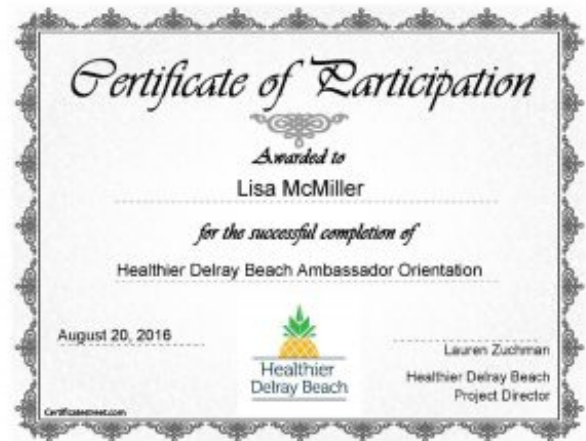 Certificate of Participation
Awarded to
Lisa McMiller
for the successful completion of
Healthier Delray Beach Ambassador Orientation
August 20, 2016
Healthier
Delray Beach
Lauren Zuchman
Healthier Delray Beach
Project Director
Certificatestreet.com